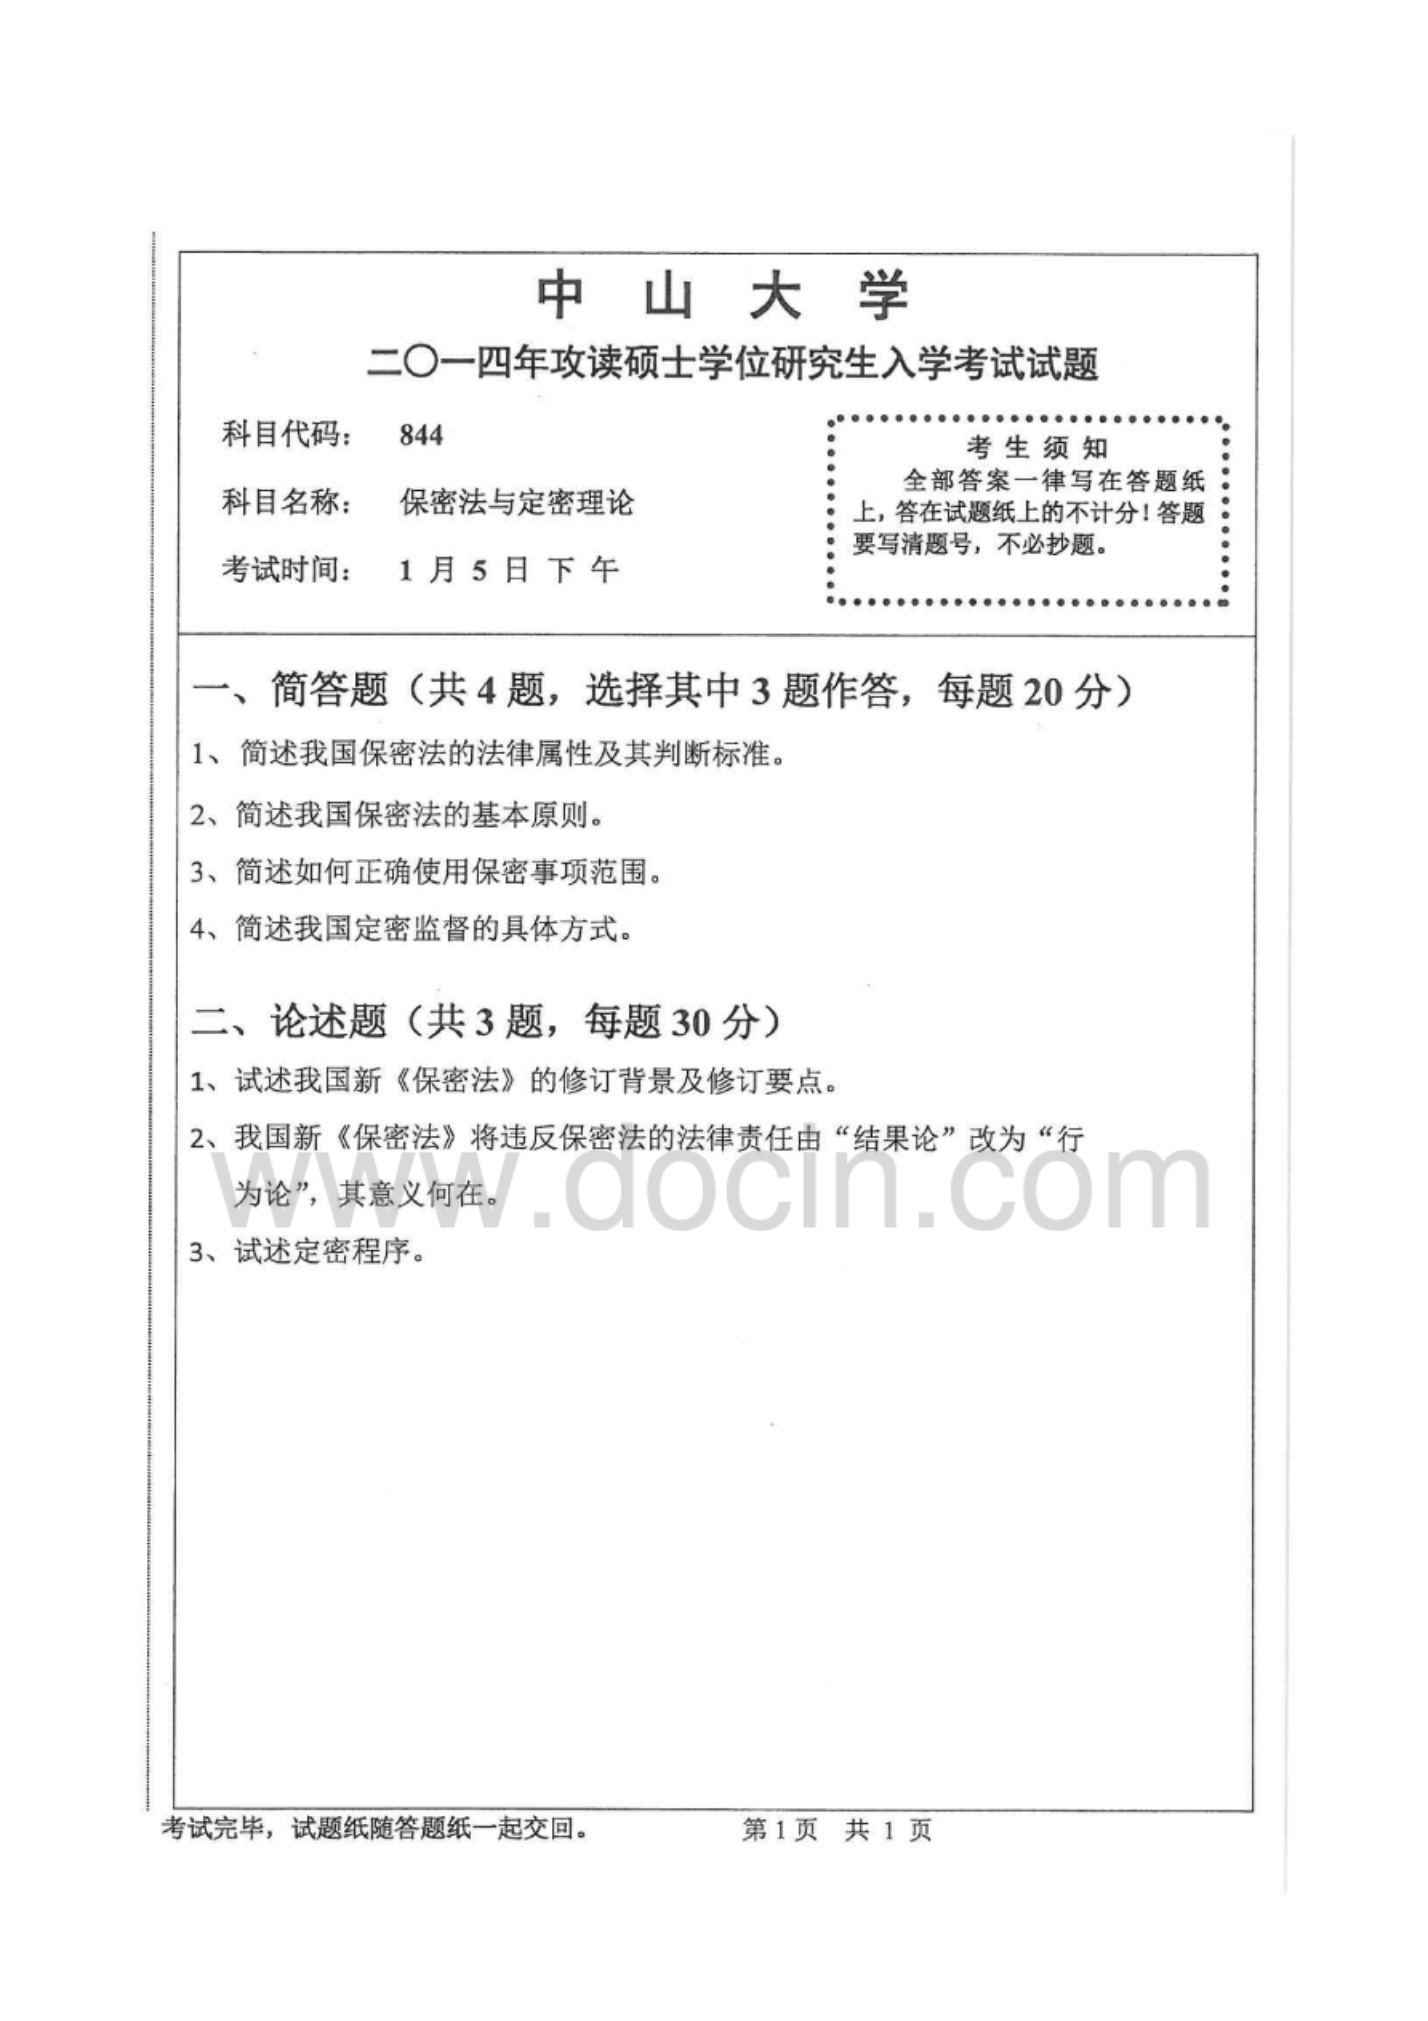 中 山 大 学
二〇一四年攻读硕士学位研究生入学考试试题
科目代码： 844
科目名称： 保密法与定密理论
考试时间： 1 月 5 日 下 午
考 生 须 知
全部答案一律写在答题纸
上，答在试题纸上的不计分！答题
要写清题号，不必抄题。
一、简答题（共 4 题，选择其中 3 题作答，每题 20 分）
1、简述我国保密法的法律属性及其判断标准。
2、简述我国保密法的基本原则。
3、简述如何正确使用保密事项范围。
4、简述我国定密监督的具体方式。
二、论述题（共 3 题，每题 30 分）
1、试述我国新《保密法》的修订背景及修订要点。
2、我国新《保密法》将违反保密法的法律责任由“结果论”改为“行
为论”，其意义何在。
www.docin.com
3、试述定密程序。
考试完毕，试题纸随答题纸一起交回。 第 1 页 共 1 页